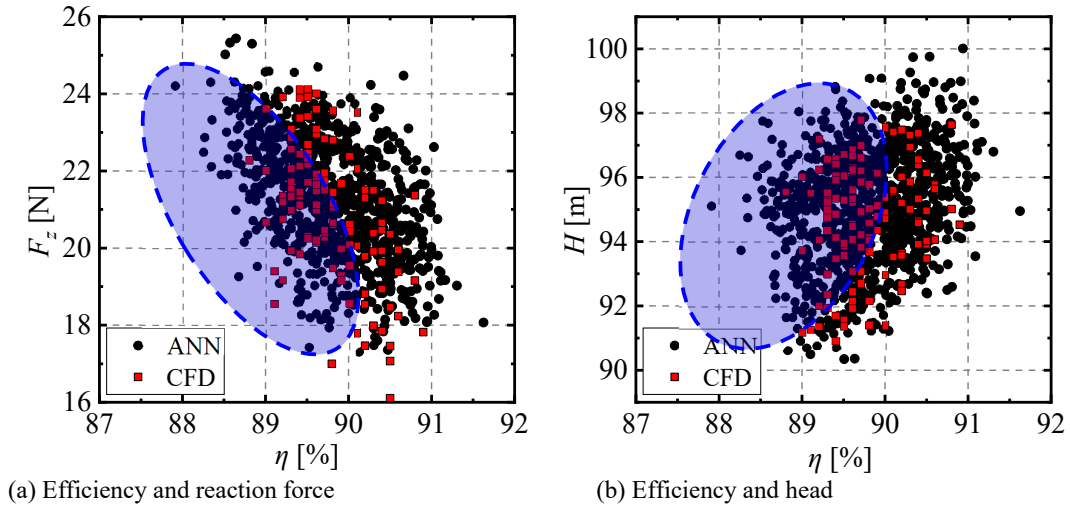 26
24
22
20
18
16
F_z [N]
ANN
CFD
87 88 89 90 91 92
η [%]
(a) Efficiency and reaction force
100
98
96
94
92
90
H [m]
ANN
CFD
87 88 89 90 91 92
η [%]
(b) Efficiency and head